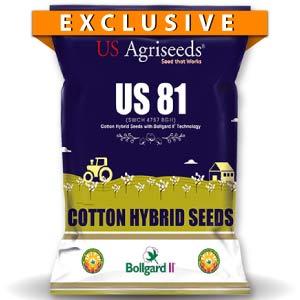 EXCLUSIVE
US Agriseeds®
Seed that Works
US 81
(SWCH 4757 BGII)
Cotton Hybrid Seeds with Bollgard II Technology
COTTON HYBRID SEEDS
Bollgard II